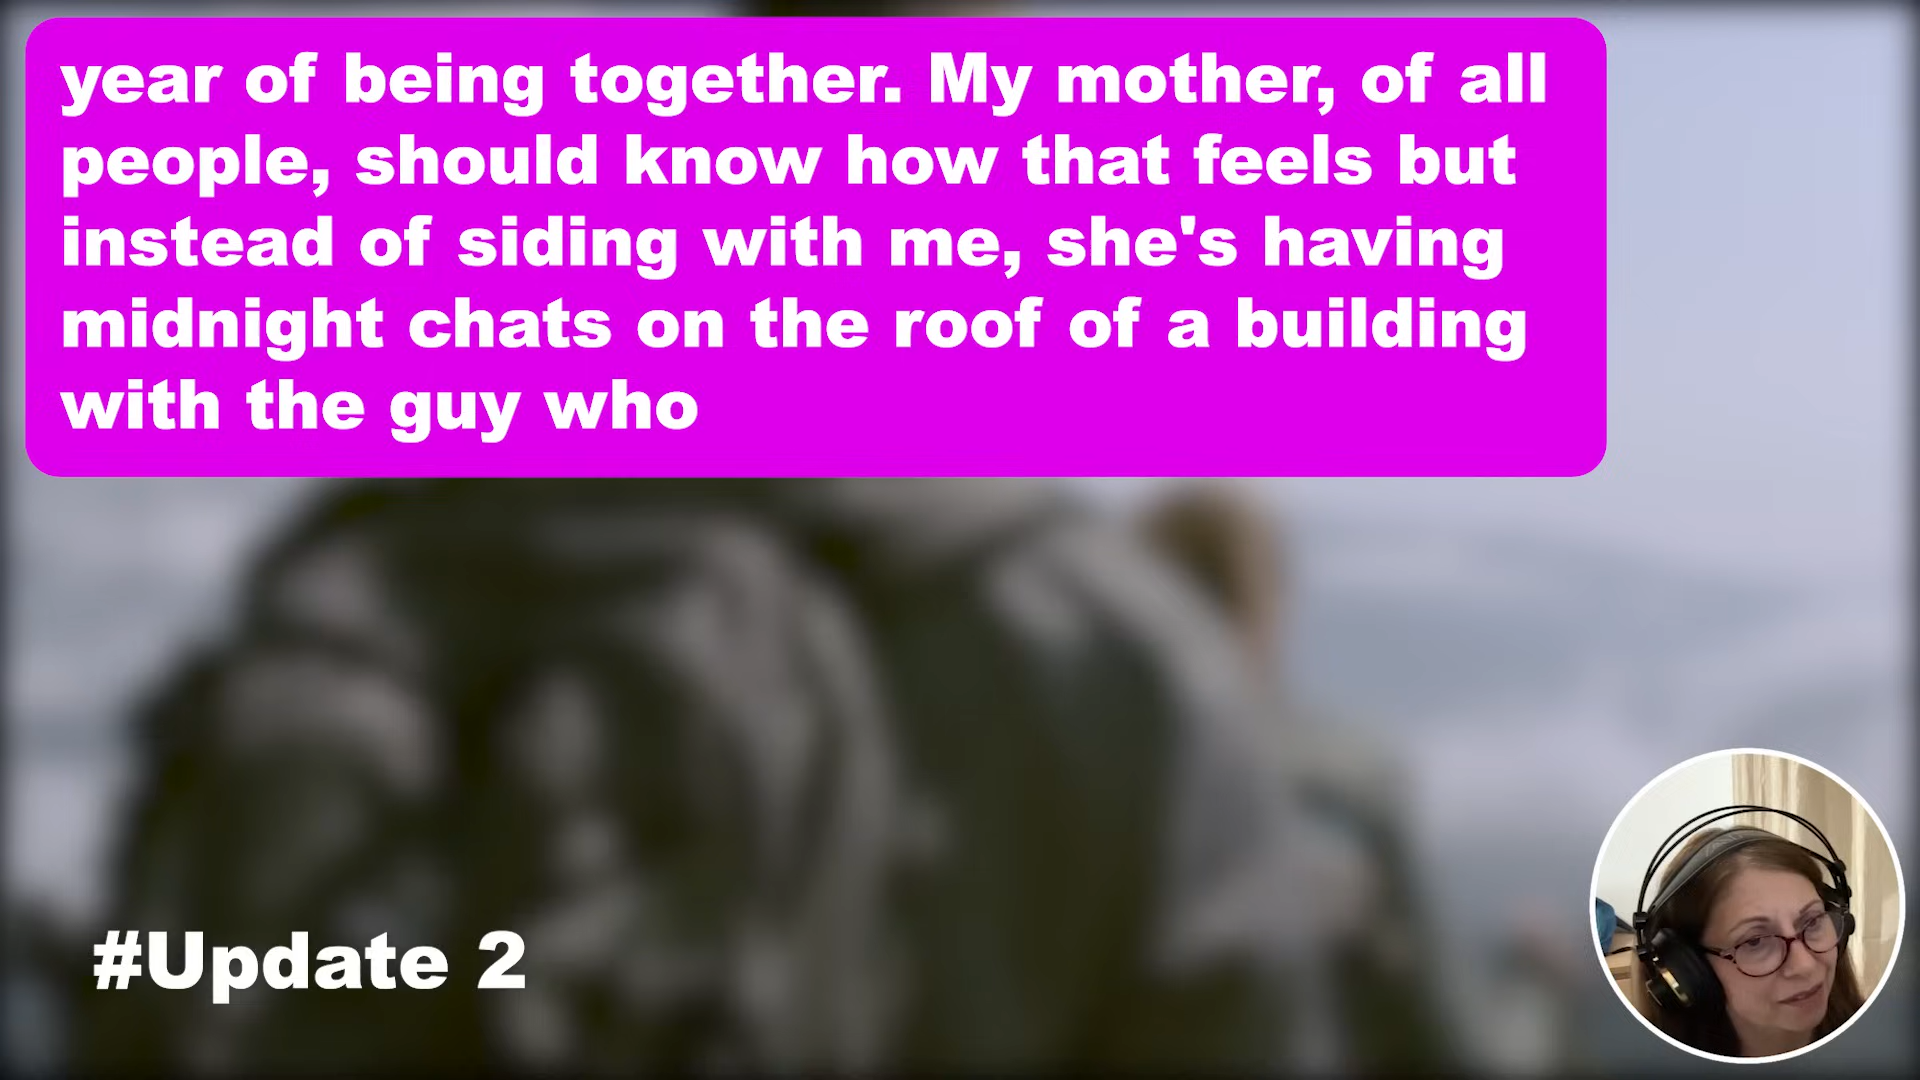 year of being together. My mother, of all
people, should know how that feels but
instead of siding with me, she's having
midnight chats on the roof of a building
with the guy who
#Update 2